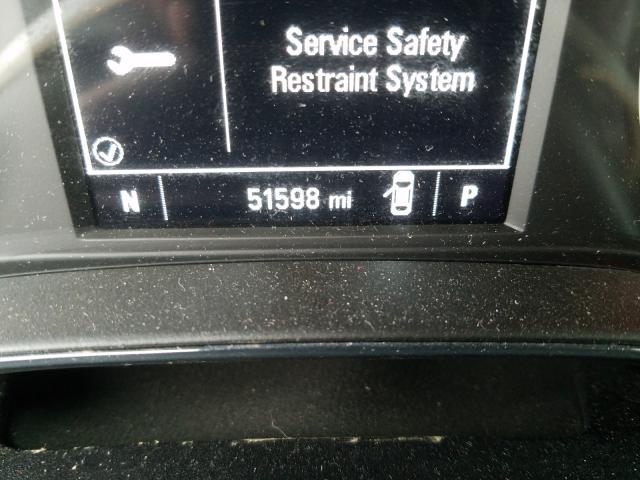 Service Safety
Restraint System
N 51598 mi P